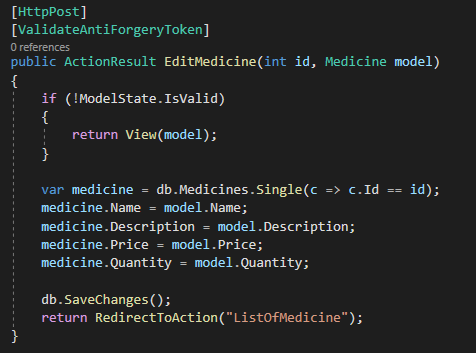 [HttpPost]
[ValidateAntiForgeryToken]
0 references
public ActionResult EditMedicine(int id, Medicine model)
{
    if (!ModelState.IsValid)
    {
        return View(model);
    }

    var medicine = db.Medicines.Single(c => c.Id == id);
    medicine.Name = model.Name;
    medicine.Description = model.Description;
    medicine.Price = model.Price;
    medicine.Quantity = model.Quantity;

    db.SaveChanges();
    return RedirectToAction("ListOfMedicine");
}